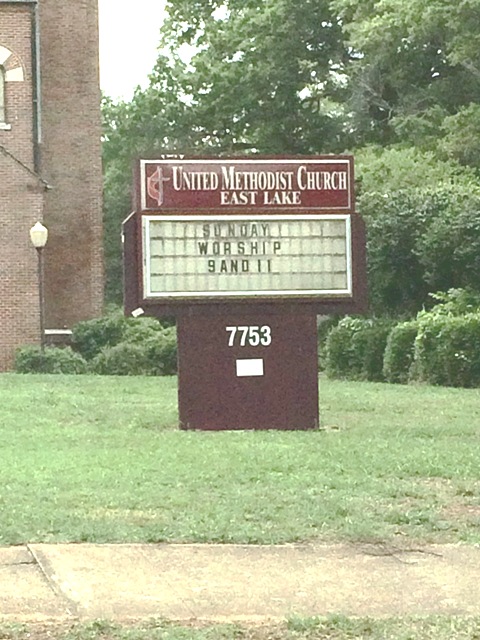 UNITED METHODIST CHURCH
EAST LAKE
SUNDAY
WORSHIP
9 AND 11
7753